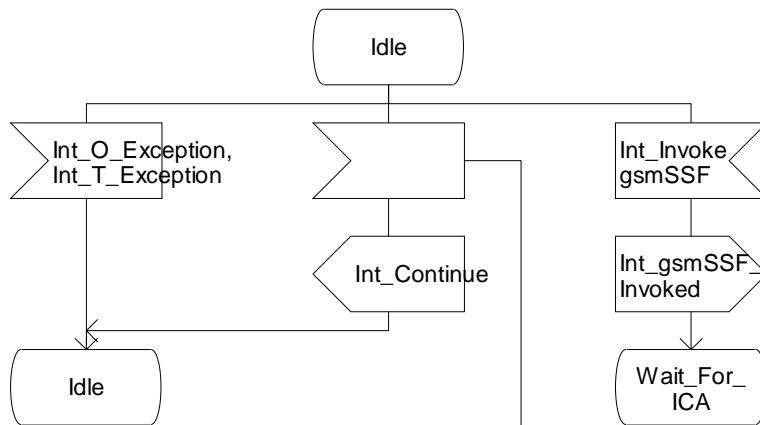 Idle
Int_O_Exception,
Int_T_Exception
Int_Invoke
gsmSSF
Int_Continue
Int_gsmSSF_
Invoked
Idle
Wait_For_
ICA